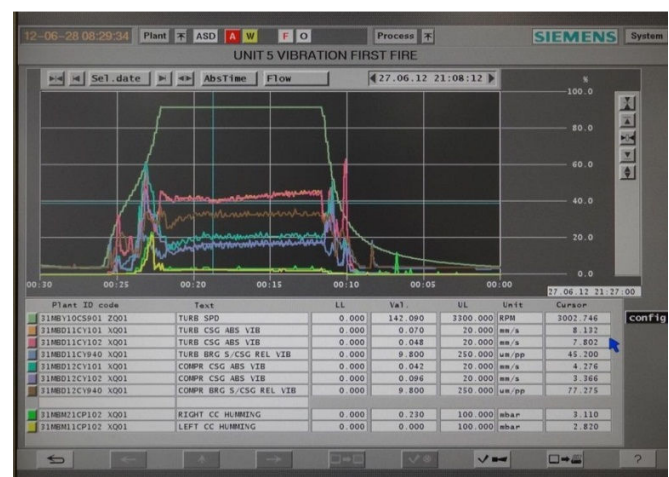 12-06-28 08:29:34 Plant ASD A W F O Process SIEMENS System
UNIT 5 VIBRATION FIRST FIRE
Sel.date AbsTime Flow 27.06.12 21:08:12 %
100.0
80.0
60.0
40.0
20.0
0.0
00:30 00:25 00:20 00:15 00:10 00:05 00:00
27.06.12 21:27:00
Plant ID code Text LL Val. UL Unit Cursor
31MBY10CS901 ZQ01 TURB SPD 0.000 142.090 3300.000 RPM 3002.746
31MBD11CY101 XQ01 TURB CSG ABS VIB 0.000 0.070 20.000 mm/s 8.132
31MBD11CY102 XQ01 TURB CSG ABS VIB 0.000 0.048 20.000 mm/s 7.802
31MBD11CY940 XQ01 TURB BRG S/CSG REL VIB 0.000 9.800 250.000 um/pp 45.200
31MBD12CY101 XQ01 COMPR CSG ABS VIB 0.000 0.042 20.000 mm/s 4.276
31MBD12CY102 XQ01 COMPR CSG ABS VIB 0.000 0.096 20.000 mm/s 3.366
31MBD12CY940 XQ01 COMPR BRG S/CSG REL VIB 0.000 9.800 250.000 um/pp 77.275
31MBM21CP102 XQ01 RIGHT CC HUMMING 0.000 0.230 100.000 mbar 3.110
31MBM11CP102 XQ01 LEFT CC HUMMING 0.000 0.000 100.000 mbar 2.820
config
?